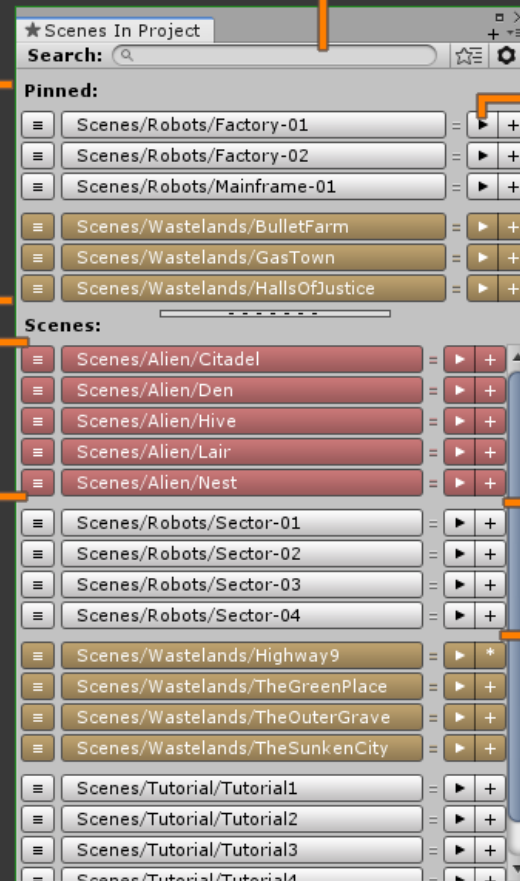 Scenes In Project
Search:
Pinned:
Scenes/Robots/Factory-01
Scenes/Robots/Factory-02
Scenes/Robots/Mainframe-01
Scenes/Wastelands/BulletFarm
Scenes/Wastelands/GasTown
Scenes/Wastelands/HallsOfJustice
Scenes:
Scenes/Alien/Citadel
Scenes/Alien/Den
Scenes/Alien/Hive
Scenes/Alien/Lair
Scenes/Alien/Nest
Scenes/Robots/Sector-01
Scenes/Robots/Sector-02
Scenes/Robots/Sector-03
Scenes/Robots/Sector-04
Scenes/Wastelands/Highway9
Scenes/Wastelands/TheGreenPlace
Scenes/Wastelands/TheOuterGrave
Scenes/Wastelands/TheSunkenCity
Scenes/Tutorial/Tutorial1
Scenes/Tutorial/Tutorial2
Scenes/Tutorial/Tutorial3
Scenes/Tutorial/Tutorial4